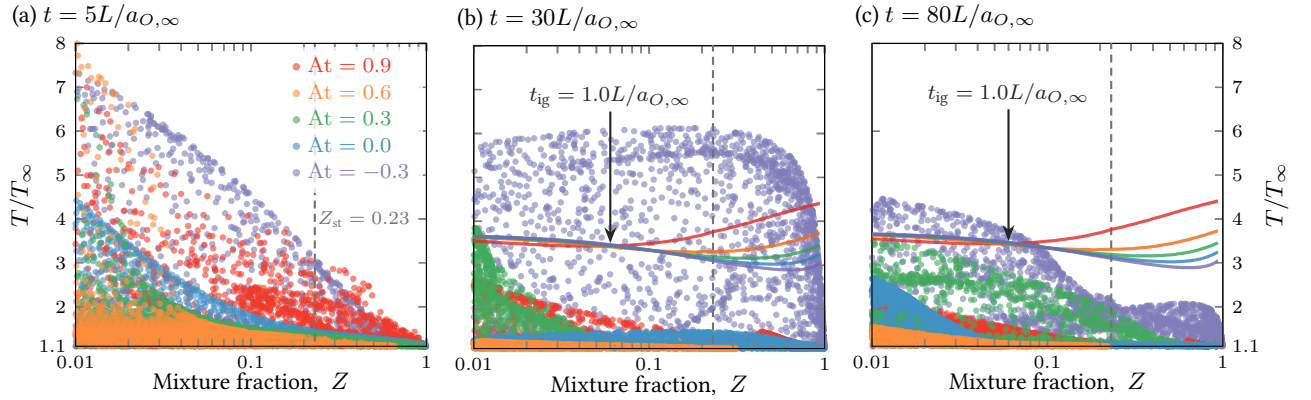 (a) t = 5L/a_{O,∞}
8
7
6
5
4
3
2
1.1
T/T_∞
At = 0.9
At = 0.6
At = 0.3
At = 0.0
At = −0.3
Z_st = 0.23
0.01
0.1
1
Mixture fraction, Z
(b) t = 30L/a_{O,∞}
t_ig = 1.0L/a_{O,∞}
0.01
0.1
1
Mixture fraction, Z
(c) t = 80L/a_{O,∞}
t_ig = 1.0L/a_{O,∞}
8
7
6
5
4
3
2
1.1
T/T_∞
0.01
0.1
1
Mixture fraction, Z